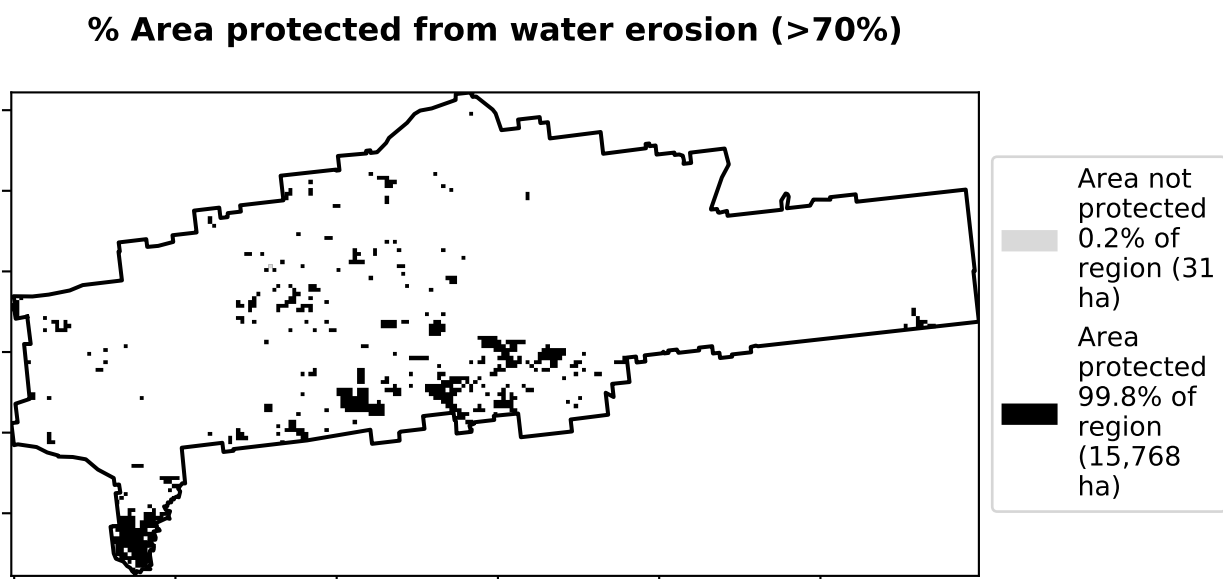 % Area protected from water erosion (>70%)
Area not
protected
0.2% of
region (31
ha)
Area
protected
99.8% of
region
(15,768
ha)